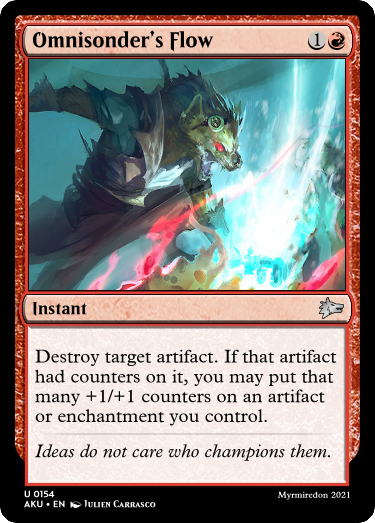 Omnisonder's Flow 1
Instant
Destroy target artifact. If that artifact
had counters on it, you may put that
many +1/+1 counters on an artifact
or enchantment you control.
Ideas do not care who champions them.
U 0154
AKU • EN Julien Carrasco
Myrmiredon 2021